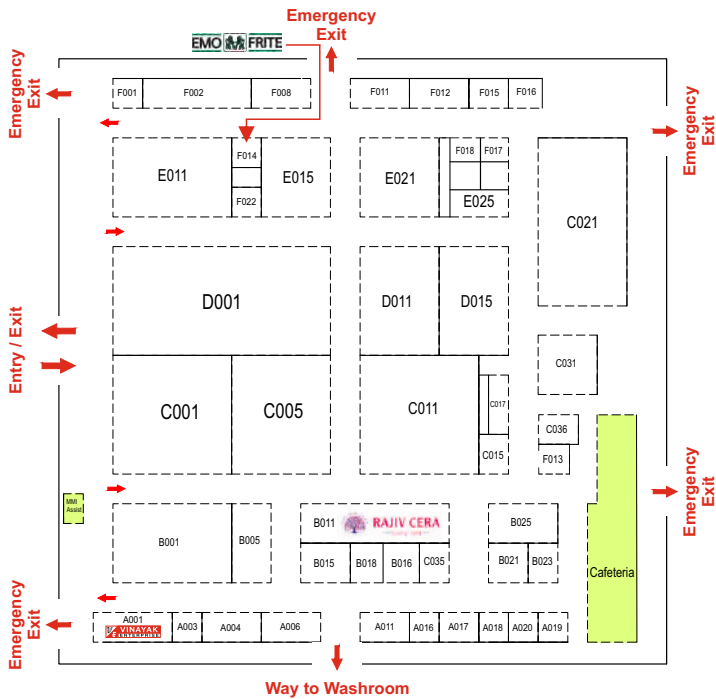 Emergency
Exit
EMO FRITE
Emergency
Exit
F001
F002
F008
F011
F012
F015
F016
Emergency
Exit
E011
F014
F022
E015
E021
F018
F017
E025
C021
D001
D011
D015
Entry / Exit
C001
C005
C011
C017
C015
C031
C036
F013
MMI
Assist
Emergency
Exit
B001
B005
B011
RAJIV CERA
B015
B018
B016
C035
B025
B021
B023
Cafeteria
Emergency
Exit
A001
VINAYAK
ENTERPRISE
A003
A004
A006
A011
A016
A017
A018
A020
A019
Way to Washroom